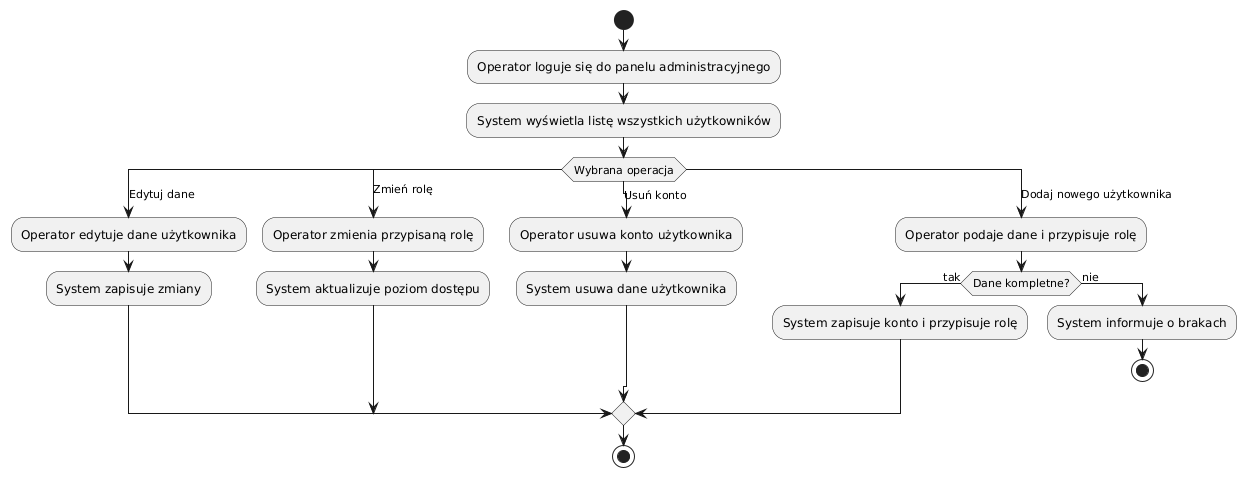 Operator loguje się do panelu administracyjnego
System wyświetla listę wszystkich użytkowników
Wybrana operacja
Edytuj dane
Operator edytuje dane użytkownika
System zapisuje zmiany
Zmień rolę
Operator zmienia przypisaną rolę
System aktualizuje poziom dostępu
Usuń konto
Operator usuwa konto użytkownika
System usuwa dane użytkownika
Dodaj nowego użytkownika
Operator podaje dane i przypisuje rolę
Dane kompletne?
tak
System zapisuje konto i przypisuje rolę
nie
System informuje o brakach